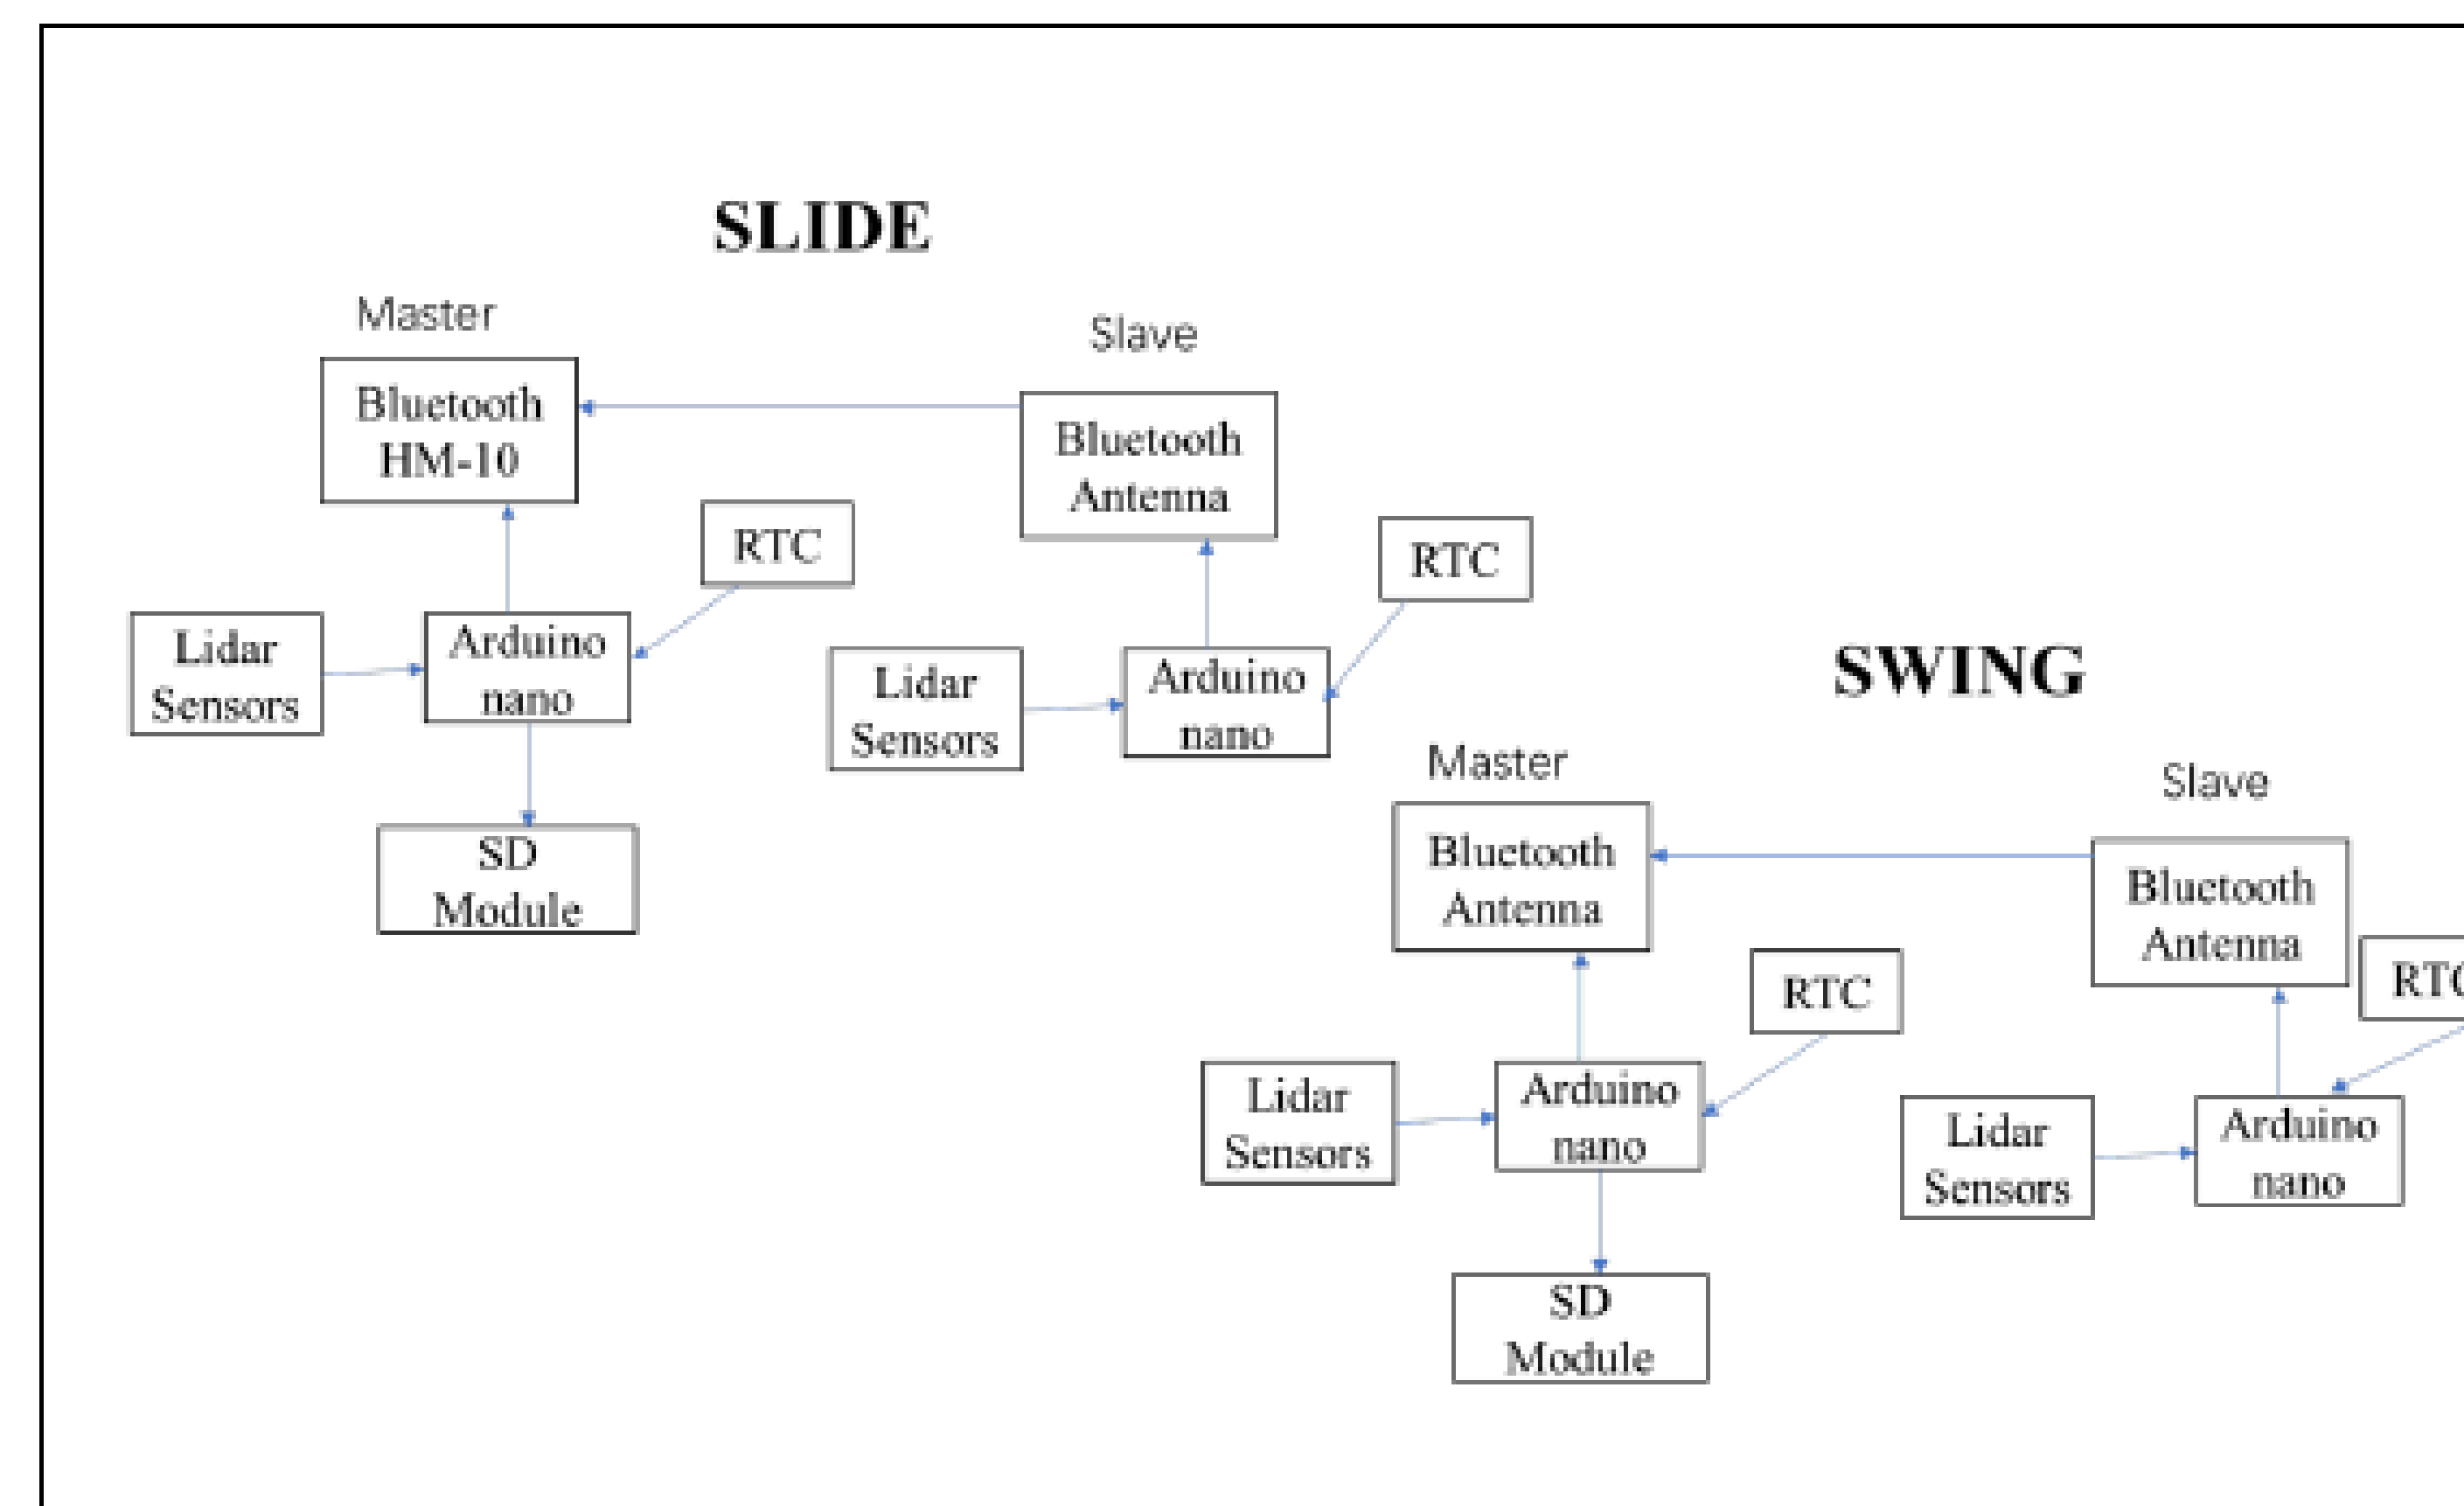 SLIDE
Master
Slave
Bluetooth
HM-10
Bluetooth
Antenna
RTC
RTC
Lidar
Sensors
Arduino
nano
Lidar
Sensors
Arduino
nano
SD
Module
SWING
Master
Slave
Bluetooth
Antenna
Bluetooth
Antenna
RTC
Lidar
Sensors
Arduino
nano
Lidar
Sensors
Arduino
nano
SD
Module